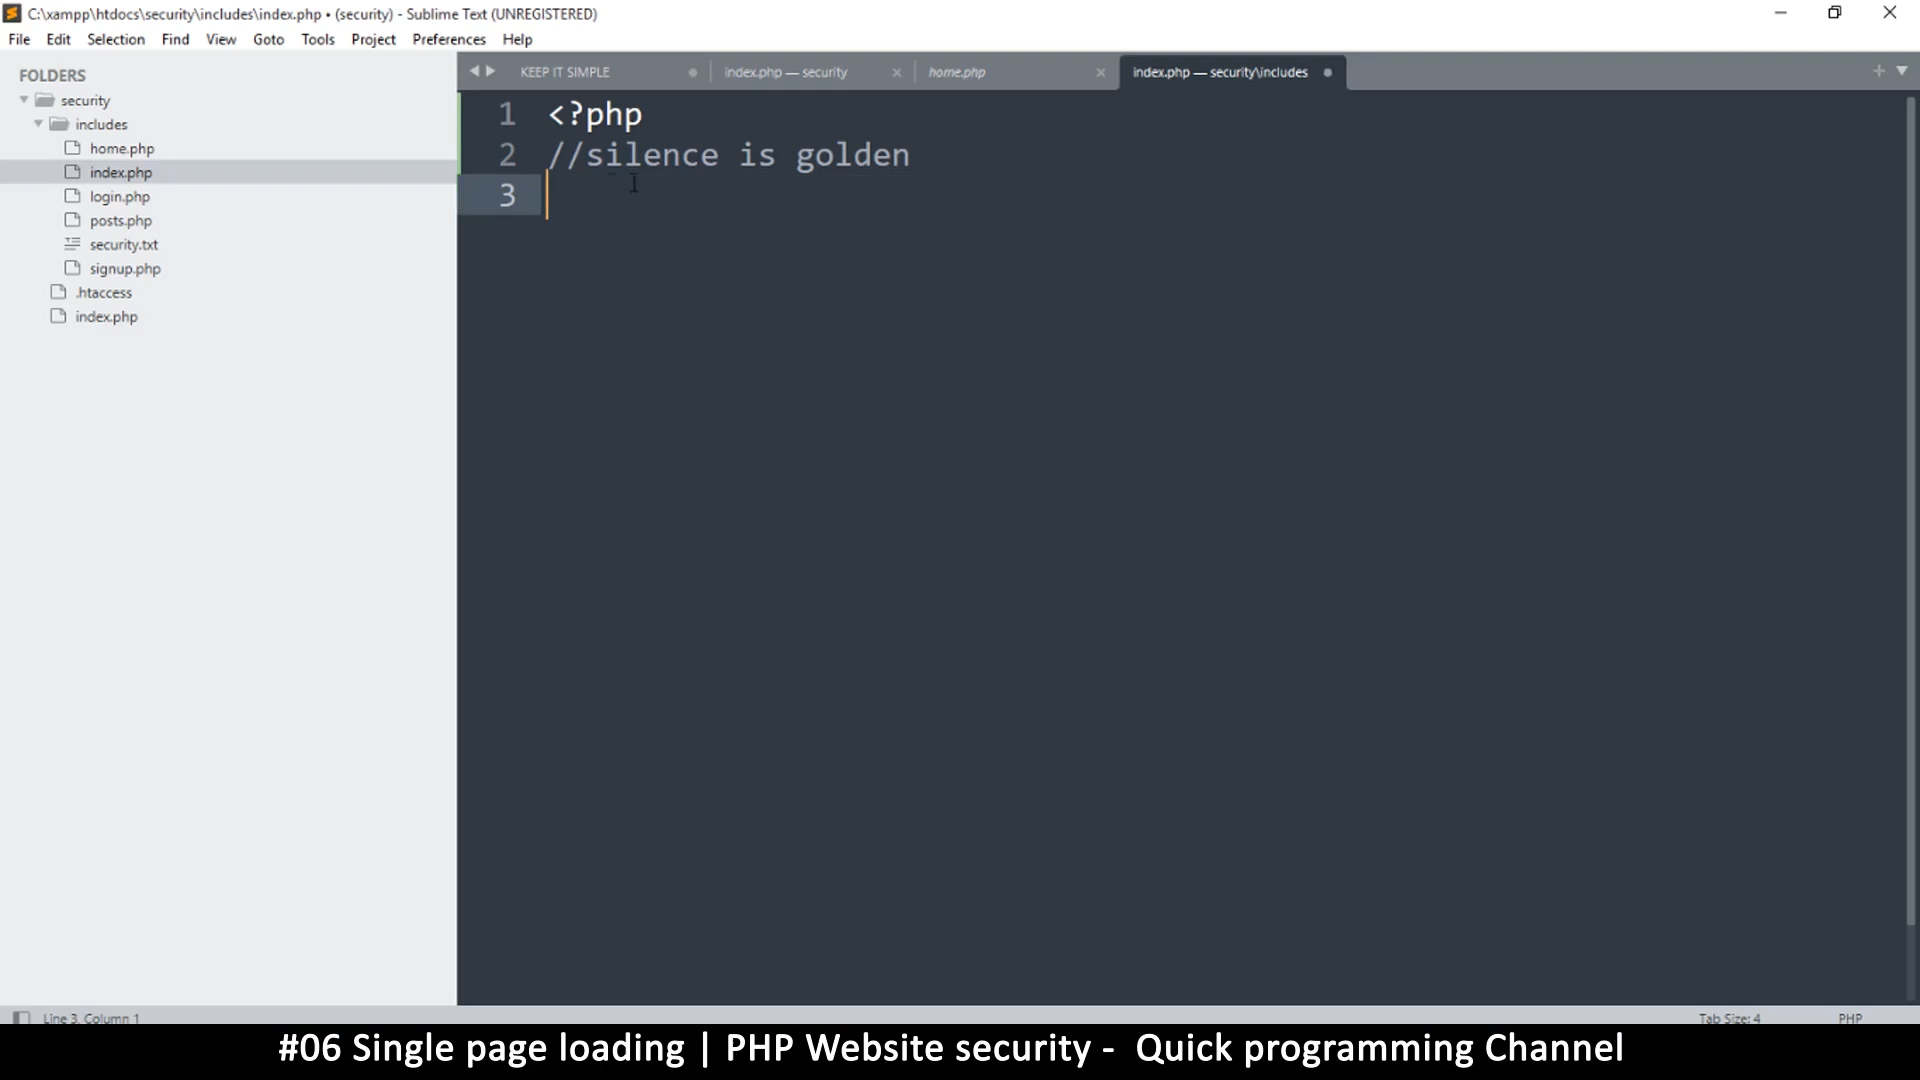 C:\xampp\htdocs\security\includes\index.php • (security) - Sublime Text (UNREGISTERED)
File Edit Selection Find View Goto Tools Project Preferences Help
FOLDERS
security
includes
home.php
index.php
login.php
posts.php
security.txt
signup.php
.htaccess
index.php
KEEP IT SIMPLE index.php — security home.php index.php — security\includes
1 <?php
2 //silence is golden
3
Line 3, Column 1 Tab Size: 4 PHP
#06 Single page loading | PHP Website security - Quick programming Channel